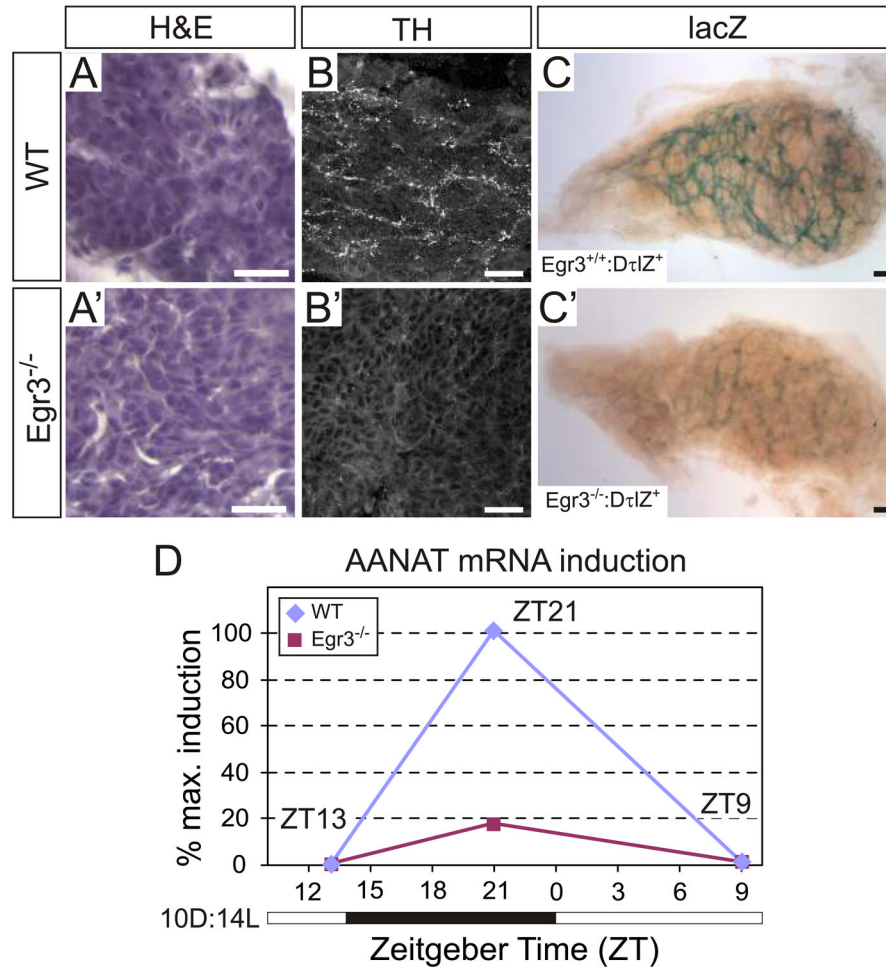 H&E TH lacZ
WT
A B C
Egr3+/+:DτlZ+
Egr3-/-
A' B' C'
Egr3-/-:DτlZ+
D AANAT mRNA induction
WT
Egr3-/-
ZT21
ZT13
ZT9
% max. induction
100
80
60
40
20
0
12 15 18 21 0 3 6 9
10D:14L
Zeitgeber Time (ZT)